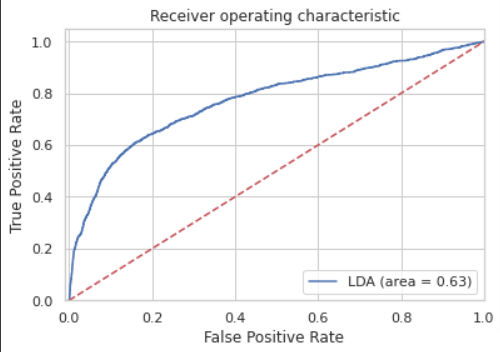 Receiver operating characteristic
1.0
0.8
0.6
0.4
0.2
0.0
True Positive Rate
LDA (area = 0.63)
0.0 0.2 0.4 0.6 0.8 1.0
False Positive Rate